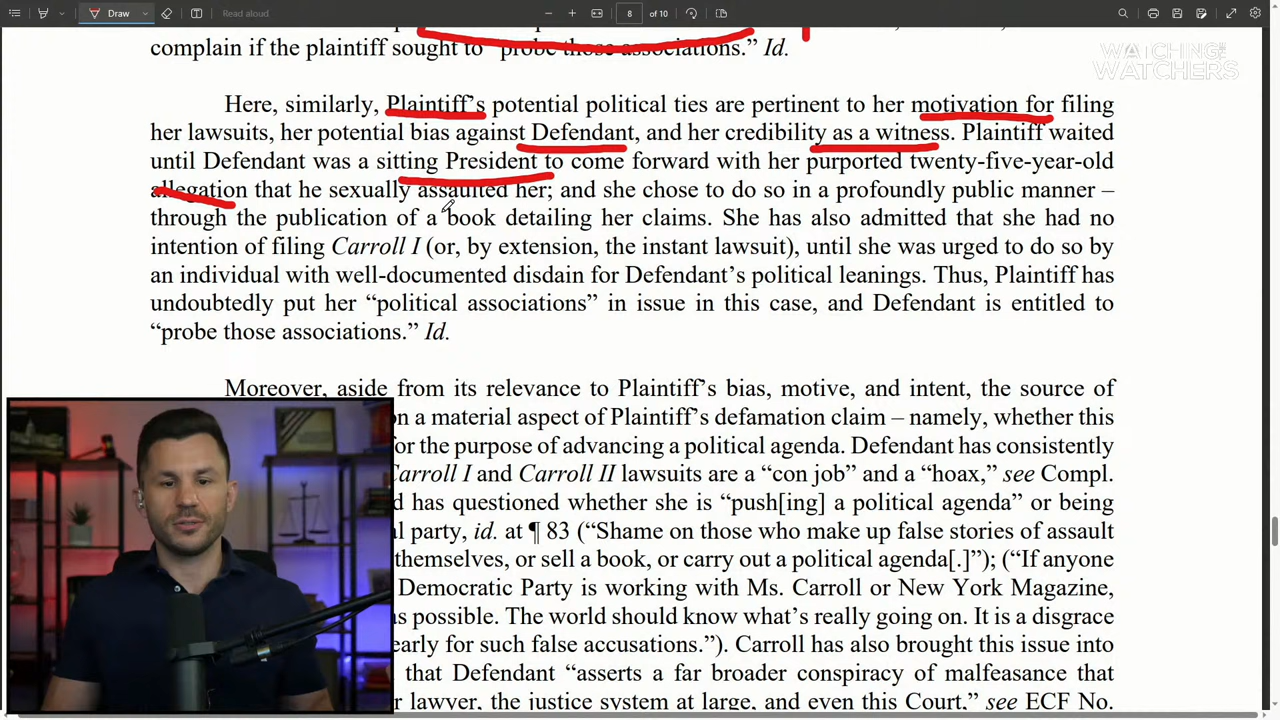 Draw
Read aloud
8 of 10
WATCHING THE
WATCHERS
complain if the plaintiff sought to “probe those associations.” Id.
Here, similarly, Plaintiff’s potential political ties are pertinent to her motivation for filing
her lawsuits, her potential bias against Defendant, and her credibility as a witness. Plaintiff waited
until Defendant was a sitting President to come forward with her purported twenty-five-year-old
allegation that he sexually assaulted her; and she chose to do so in a profoundly public manner –
through the publication of a book detailing her claims. She has also admitted that she had no
intention of filing Carroll I (or, by extension, the instant lawsuit), until she was urged to do so by
an individual with well-documented disdain for Defendant’s political leanings. Thus, Plaintiff has
undoubtedly put her “political associations” in issue in this case, and Defendant is entitled to
“probe those associations.” Id.
Moreover, aside from its relevance to Plaintiff’s bias, motive, and intent, the source of
on a material aspect of Plaintiff’s defamation claim – namely, whether this
for the purpose of advancing a political agenda. Defendant has consistently
Carroll I and Carroll II lawsuits are a “con job” and a “hoax,” see Compl.
d has questioned whether she is “push[ing] a political agenda” or being
al party, id. at ¶ 83 (“Shame on those who make up false stories of assault
themselves, or sell a book, or carry out a political agenda[.]”); (“If anyone
Democratic Party is working with Ms. Carroll or New York Magazine,
s possible. The world should know what’s really going on. It is a disgrace
early for such false accusations.”). Carroll has also brought this issue into
that Defendant “asserts a far broader conspiracy of malfeasance that
r lawyer, the justice system at large, and even this Court,” see ECF No.